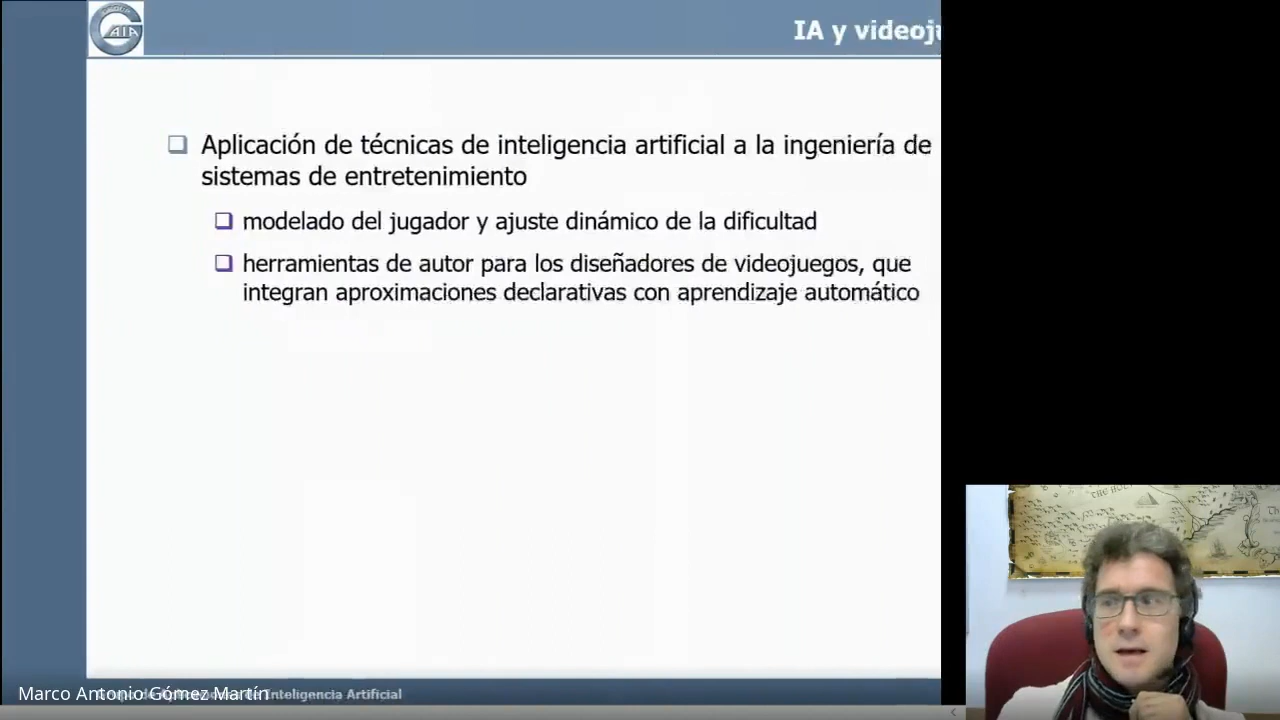 IA y videoj
Aplicación de técnicas de inteligencia artificial a la ingeniería de
sistemas de entretenimiento
modelado del jugador y ajuste dinámico de la dificultad
herramientas de autor para los diseñadores de videojuegos, que
integran aproximaciones declarativas con aprendizaje automático
Marco Antonio Gómez Martín
Inteligencia Artificial